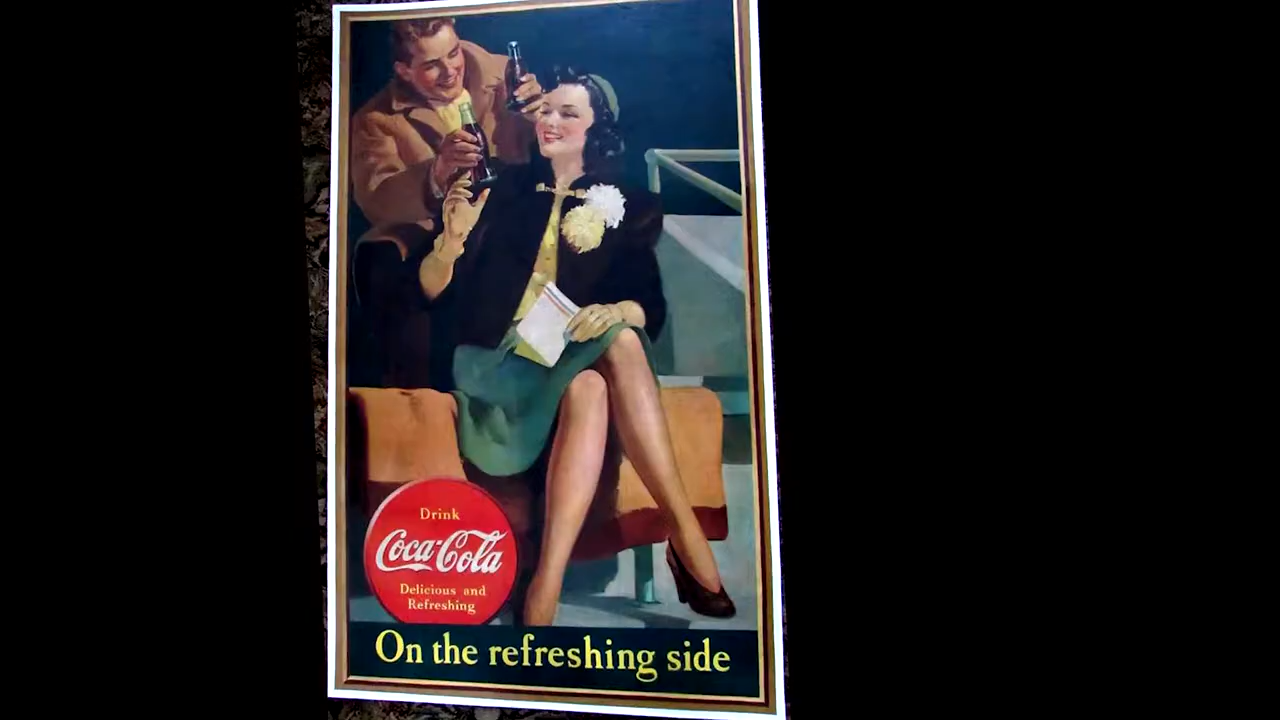 Drink
Coca-Cola
Delicious and
Refreshing
On the refreshing side